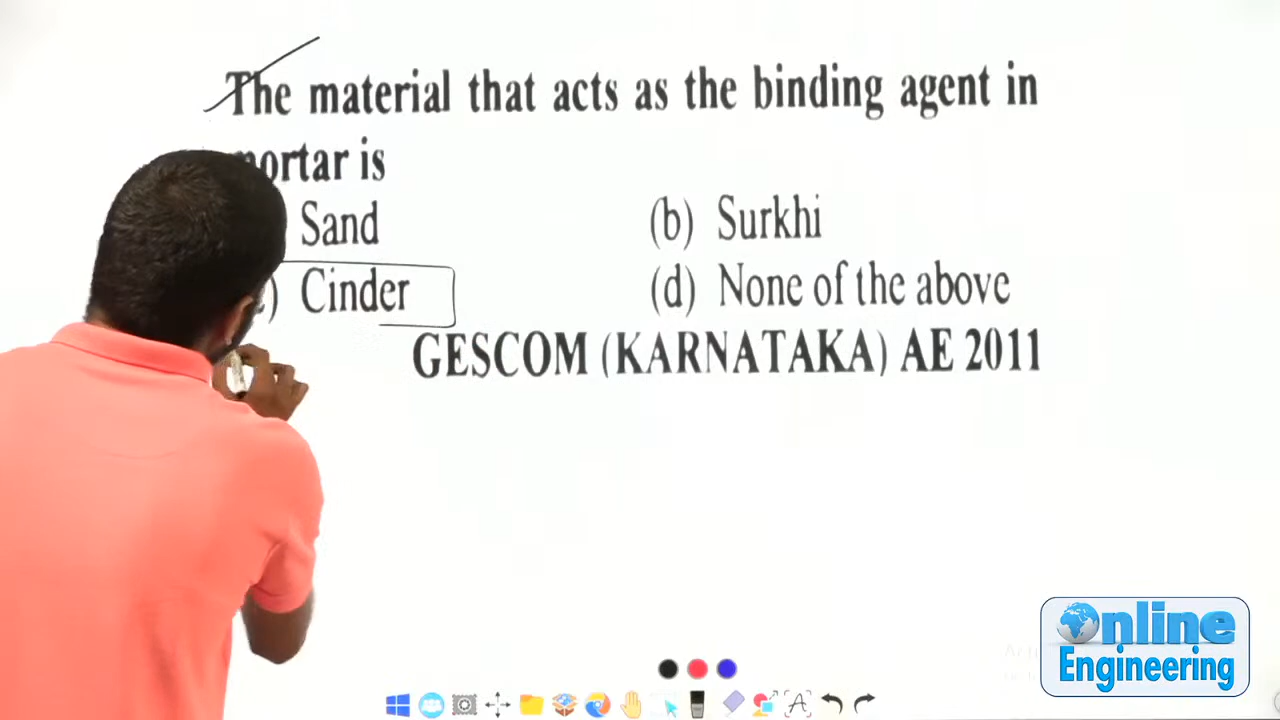 The material that acts as the binding agent in
mortar is
Sand
(b) Surkhi
) Cinder
(d) None of the above
GESCOM (KARNATAKA) AE 2011
Online
Engineering